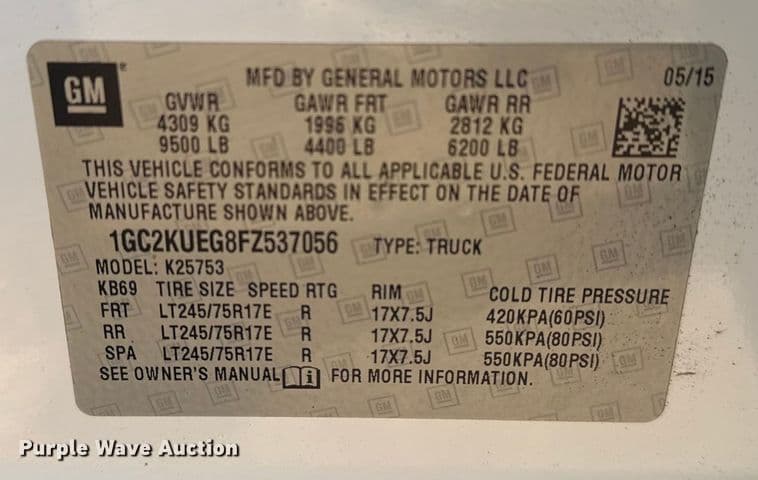 GM
MFD BY GENERAL MOTORS LLC 05/15
GVWR GAWR FRT GAWR RR
4309 KG 1996 KG 2812 KG
9500 LB 4400 LB 6200 LB
THIS VEHICLE CONFORMS TO ALL APPLICABLE U.S. FEDERAL MOTOR
VEHICLE SAFETY STANDARDS IN EFFECT ON THE DATE OF
MANUFACTURE SHOWN ABOVE.
1GC2KUEG8FZ537056 TYPE: TRUCK
MODEL: K25753
KB69 TIRE SIZE SPEED RTG RIM COLD TIRE PRESSURE
FRT LT245/75R17E R 17X7.5J 420KPA(60PSI)
RR LT245/75R17E R 17X7.5J 550KPA(80PSI)
SPA LT245/75R17E R 17X7.5J 550KPA(80PSI)
SEE OWNER'S MANUAL FOR MORE INFORMATION.
Purple Wave Auction